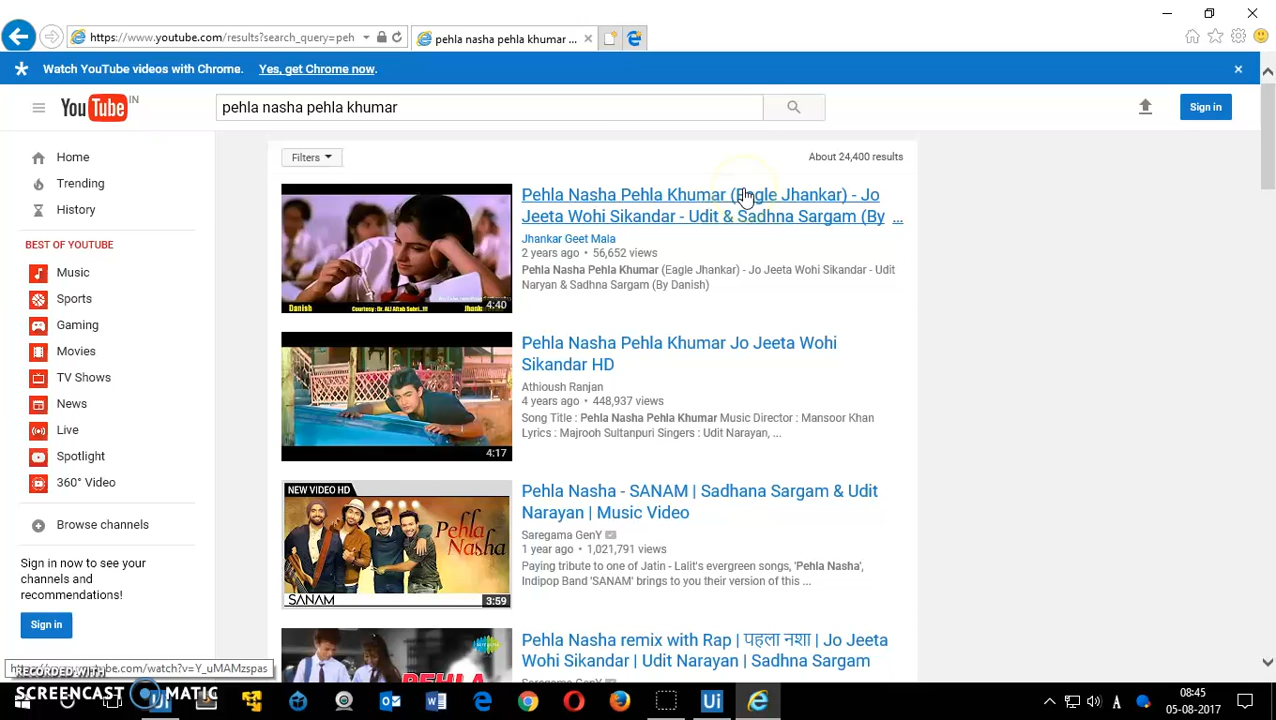 https://www.youtube.com/results?search_query=peh
pehla nasha pehla khumar ...
Watch YouTube videos with Chrome. Yes, get Chrome now.
YouTube IN
pehla nasha pehla khumar
Sign in
Home
Trending
History
BEST OF YOUTUBE
Music
Sports
Gaming
Movies
TV Shows
News
Live
Spotlight
360° Video
Browse channels
Sign in now to see your
channels and
recommendations!
Sign in
Filters
About 24,400 results
Danish
4:40
Pehla Nasha Pehla Khumar (Eagle Jhankar) - Jo
Jeeta Wohi Sikandar - Udit & Sadhna Sargam (By ...
Jhankar Geet Mala
2 years ago • 56,652 views
Pehla Nasha Pehla Khumar (Eagle Jhankar) - Jo Jeeta Wohi Sikandar - Udit
Naryan & Sadhna Sargam (By Danish)
4:17
Pehla Nasha Pehla Khumar Jo Jeeta Wohi
Sikandar HD
Athioush Ranjan
4 years ago • 448,937 views
Song Title : Pehla Nasha Pehla Khumar Music Director : Mansoor Khan
Lyrics : Majrooh Sultanpuri Singers : Udit Narayan, ...
NEW VIDEO HD
Pehla
Nasha
SANAM
3:59
Pehla Nasha - SANAM | Sadhana Sargam & Udit
Narayan | Music Video
Saregama GenY
1 year ago • 1,021,791 views
Paying tribute to one of Jatin - Lalit's evergreen songs, 'Pehla Nasha',
Indipop Band 'SANAM' brings to you their version of this ...
PEHLA
Pehla Nasha remix with Rap | पहला नशा | Jo Jeeta
Wohi Sikandar | Udit Narayan | Sadhna Sargam
RECORDED WITH
SCREENCAST MATIC
Ui
Ui
A
08:45
05-08-2017